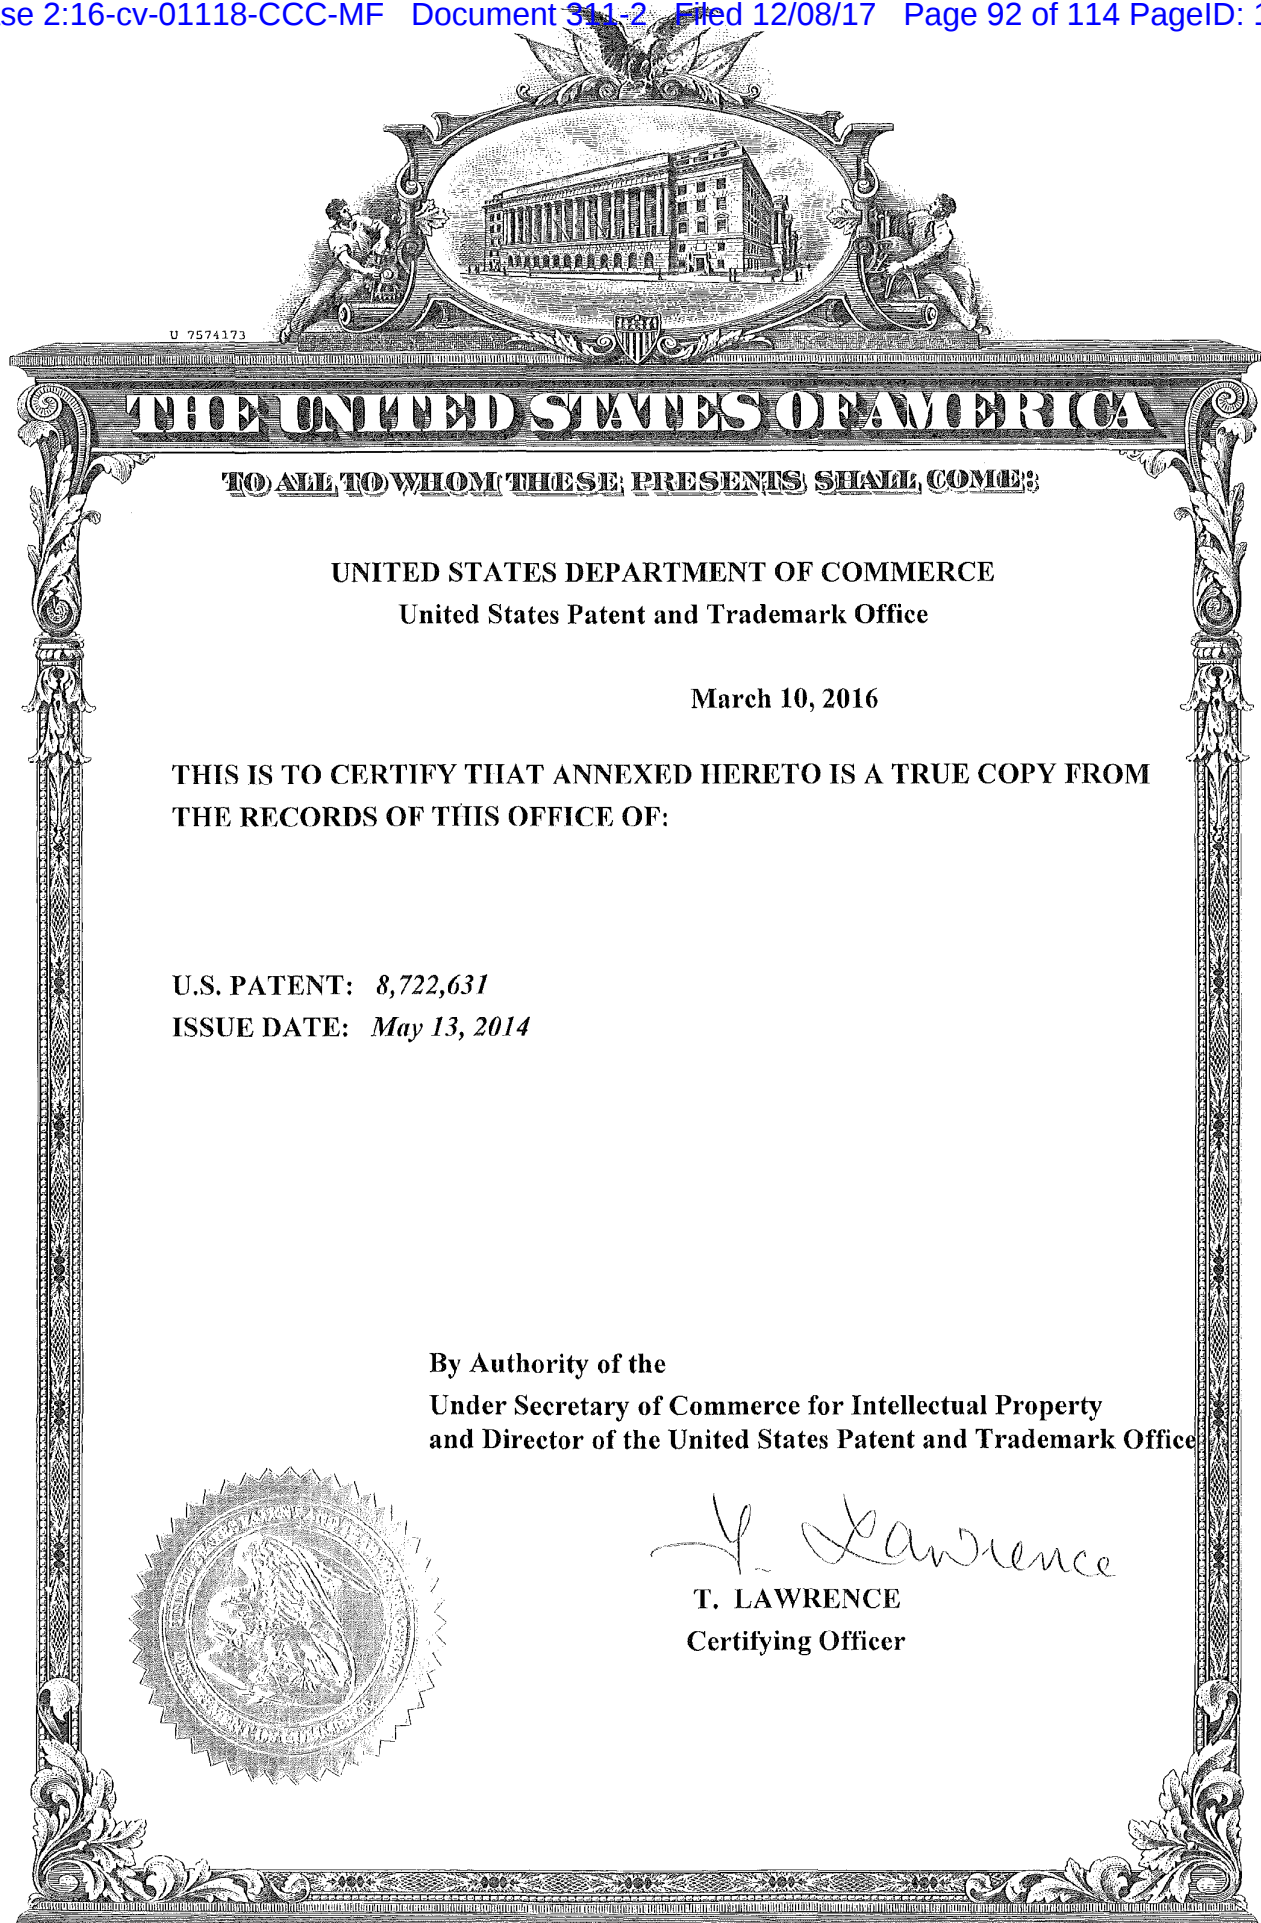 se 2:16-cv-01118-CCC-MF Document 311-2 Filed 12/08/17 Page 92 of 114 PageID: 1
U 7574173
THE UNITED STATES OF AMERICA
TO ALL TO WHOM THESE PRESENTS SHALL COME:
UNITED STATES DEPARTMENT OF COMMERCE
United States Patent and Trademark Office
March 10, 2016
THIS IS TO CERTIFY THAT ANNEXED HERETO IS A TRUE COPY FROM
THE RECORDS OF THIS OFFICE OF:
U.S. PATENT: 8,722,631
ISSUE DATE: May 13, 2014
By Authority of the
Under Secretary of Commerce for Intellectual Property
and Director of the United States Patent and Trademark Office
T. Lawrence
T. LAWRENCE
Certifying Officer